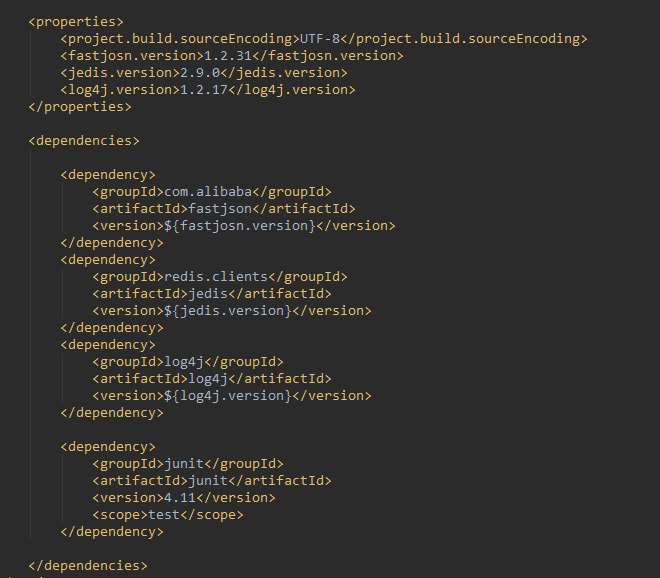 <properties>
<project.build.sourceEncoding>UTF-8</project.build.sourceEncoding>
<fastjosn.version>1.2.31</fastjosn.version>
<jedis.version>2.9.0</jedis.version>
<log4j.version>1.2.17</log4j.version>
</properties>
<dependencies>
<dependency>
<groupId>com.alibaba</groupId>
<artifactId>fastjson</artifactId>
<version>${fastjosn.version}</version>
</dependency>
<dependency>
<groupId>redis.clients</groupId>
<artifactId>jedis</artifactId>
<version>${jedis.version}</version>
</dependency>
<dependency>
<groupId>log4j</groupId>
<artifactId>log4j</artifactId>
<version>${log4j.version}</version>
</dependency>
<dependency>
<groupId>junit</groupId>
<artifactId>junit</artifactId>
<version>4.11</version>
<scope>test</scope>
</dependency>
</dependencies>